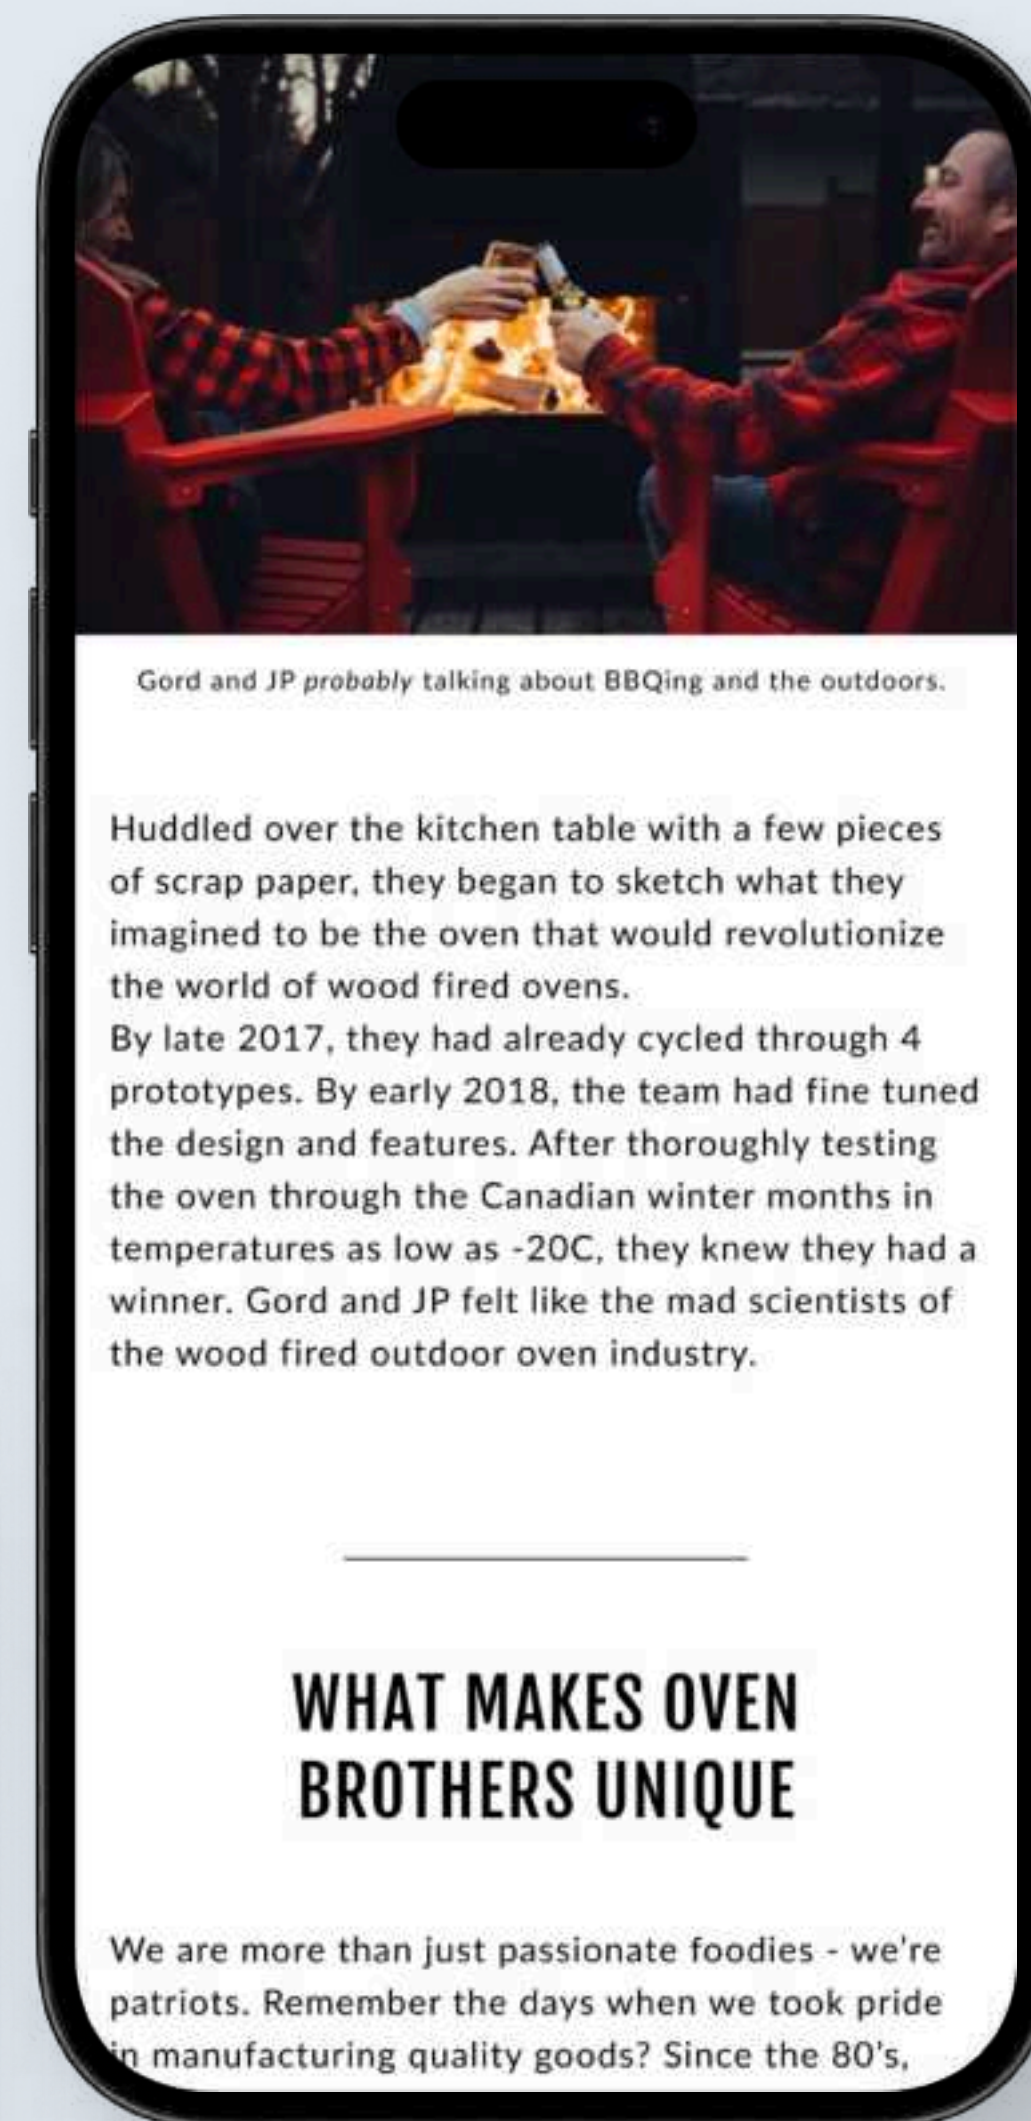 Gord and JP probably talking about BBQing and the outdoors.
Huddled over the kitchen table with a few pieces
of scrap paper, they began to sketch what they
imagined to be the oven that would revolutionize
the world of wood fired ovens.
By late 2017, they had already cycled through 4
prototypes. By early 2018, the team had fine tuned
the design and features. After thoroughly testing
the oven through the Canadian winter months in
temperatures as low as -20C, they knew they had a
winner. Gord and JP felt like the mad scientists of
the wood fired outdoor oven industry.
WHAT MAKES OVEN
BROTHERS UNIQUE
We are more than just passionate foodies - we're
patriots. Remember the days when we took pride
in manufacturing quality goods? Since the 80's,